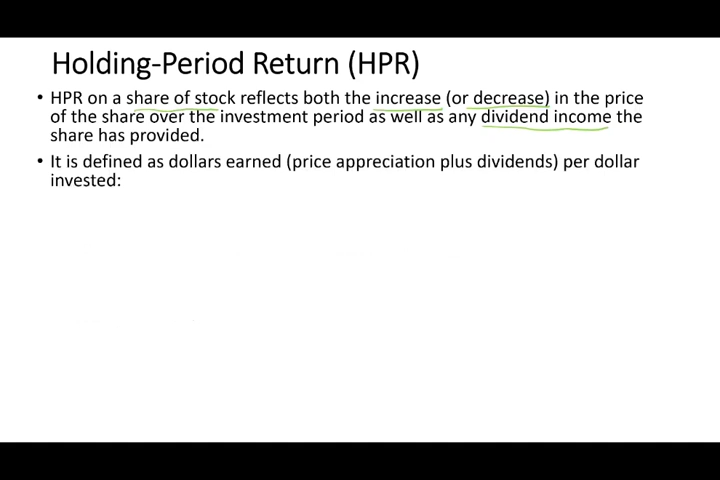 Holding-Period Return (HPR)
• HPR on a share of stock reflects both the increase (or decrease) in the price
of the share over the investment period as well as any dividend income the
share has provided.
• It is defined as dollars earned (price appreciation plus dividends) per dollar
invested: